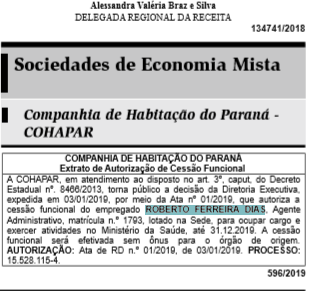 Alessandra Valéria Braz e Silva
DELEGADA REGIONAL DA RECEITA
134741/2018
Sociedades de Economia Mista
Companhia de Habitação do Paraná -
COHAPAR
COMPANHIA DE HABITAÇÃO DO PARANÁ
Extrato de Autorização de Cessão Funcional
A COHAPAR, em atendimento ao disposto no art. 3º, caput, do Decreto
Estadual nº. 8466/2013, torna público a decisão da Diretoria Executiva,
expedida em 03/01/2019, por meio da Ata nº 01/2019, que autoriza a
cessão funcional do empregado ROBERTO FERREIRA DIAS, Agente
Administrativo, matrícula n.º 1793, lotado na Sede, para ocupar cargo e
exercer atividades no Ministério da Saúde, até 31.12.2019. A cessão
funcional será efetivada sem ônus para o órgão de origem.
AUTORIZAÇÃO: Ata de RD n.º 01/2019, de 03/01/2019. PROCESSO:
15.528.115-4.
596/2019